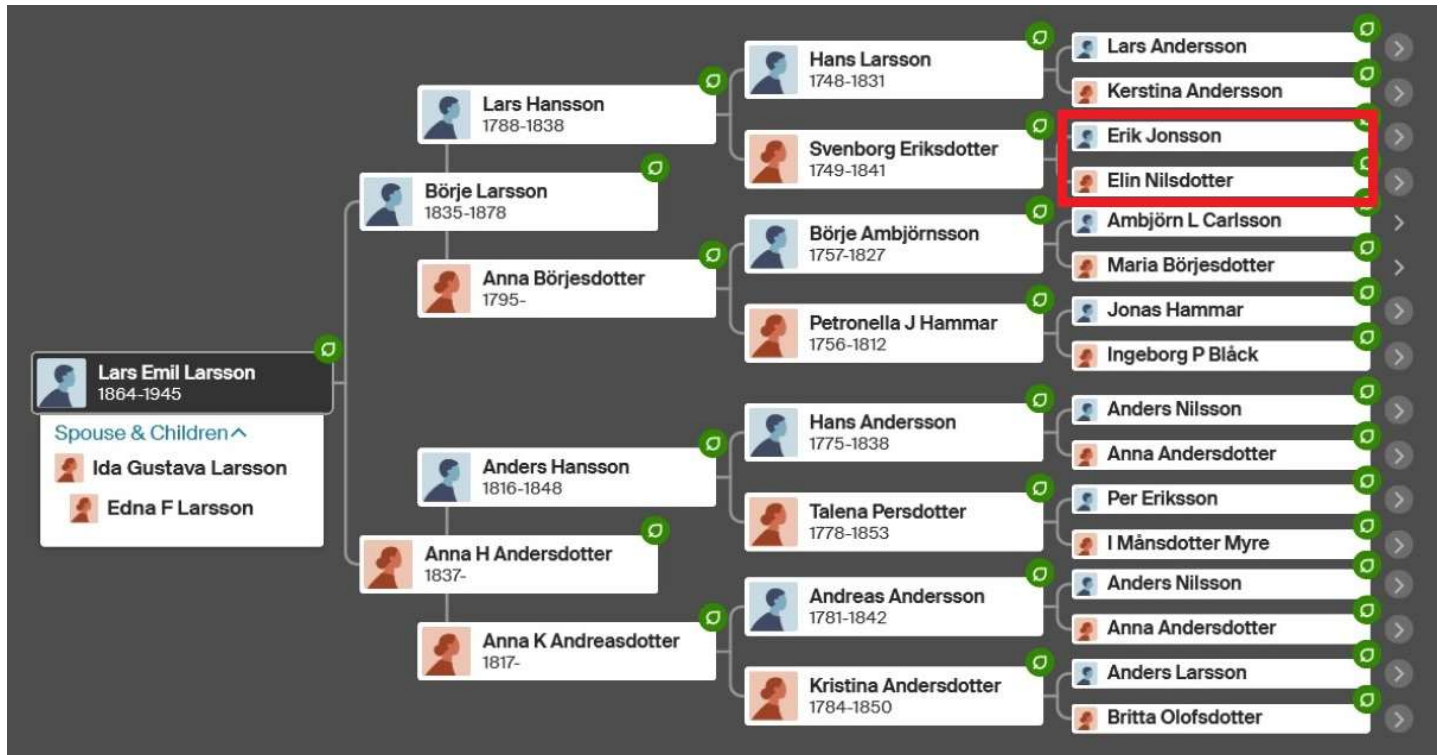 Lars Emil Larsson
1864-1945
Spouse & Children
Ida Gustava Larsson
Edna F Larsson
Börje Larsson
1835-1878
Anna H Andersdotter
1837-
Lars Hansson
1788-1838
Anna Börjesdotter
1795-
Anders Hansson
1816-1848
Anna K Andreasdotter
1817-
Hans Larsson
1748-1831
Svenborg Eriksdotter
1749-1841
Börje Ambjörnsson
1757-1827
Petronella J Hammar
1756-1812
Hans Andersson
1775-1838
Talena Persdotter
1778-1853
Andreas Andersson
1781-1842
Kristina Andersdotter
1784-1850
Lars Andersson
Kerstina Andersson
Erik Jonsson
Elin Nilsdotter
Ambjörn L Carlsson
Maria Börjesdotter
Jonas Hammar
Ingeborg P Blåck
Anders Nilsson
Anna Andersdotter
Per Eriksson
I Månsdotter Myre
Anders Nilsson
Anna Andersdotter
Anders Larsson
Britta Olofsdotter